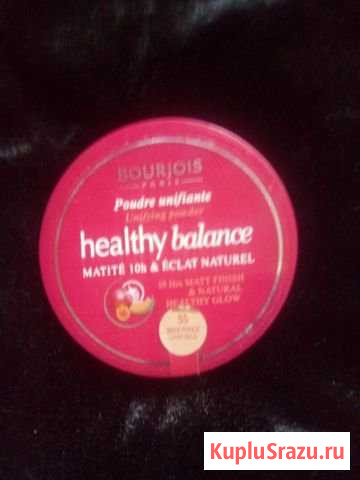 BOURJOIS
PARIS
Poudre unifiante
Unifying powder
healthy balance
MATITÉ 10h & ÉCLAT NATUREL
10 Hrs MATT FINISH
& NATURAL
HEALTHY GLOW
55
KupluSrazu.ru